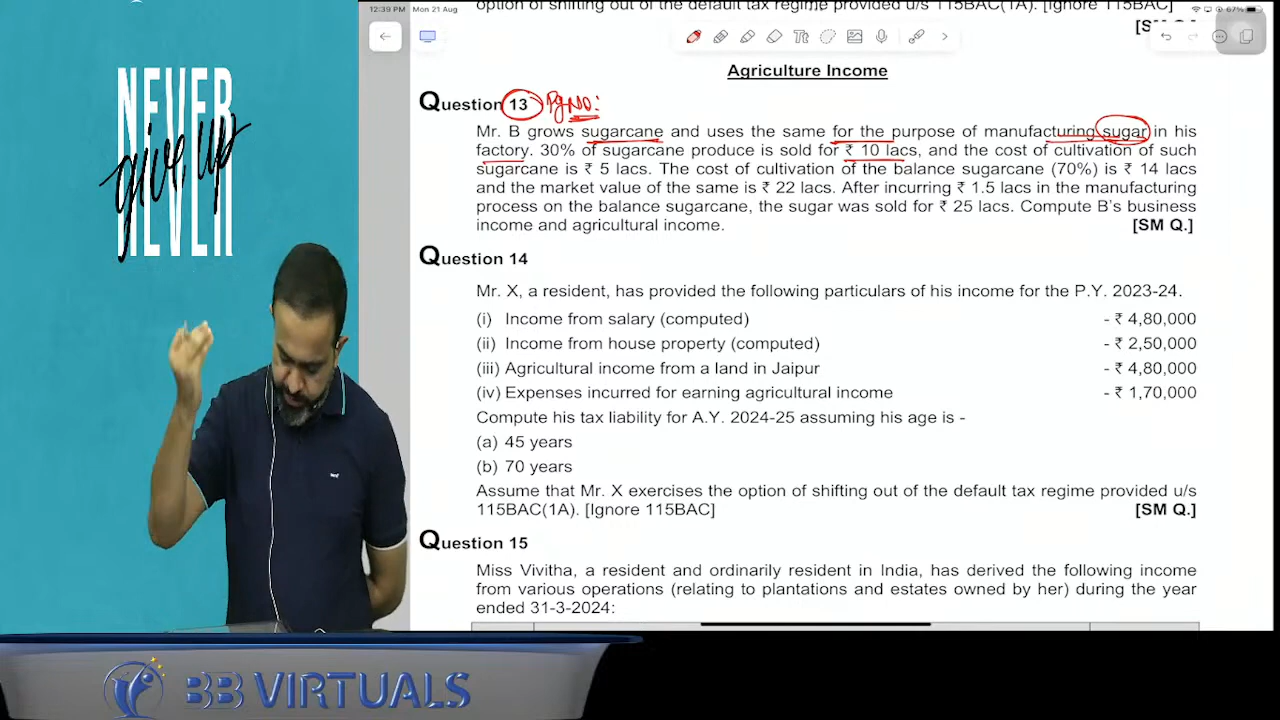 12:39 PM Mon 21 Aug
67%
option of shifting out of the default tax regime provided u/s 115BAC(1A). [Ignore 115BAC]
NEVER
give up
NEVER
Agriculture Income
Question 13 Pg No:
Mr. B grows sugarcane and uses the same for the purpose of manufacturing sugar in his
factory. 30% of sugarcane produce is sold for ₹ 10 lacs, and the cost of cultivation of such
sugarcane is ₹ 5 lacs. The cost of cultivation of the balance sugarcane (70%) is ₹ 14 lacs
and the market value of the same is ₹ 22 lacs. After incurring ₹ 1.5 lacs in the manufacturing
process on the balance sugarcane, the sugar was sold for ₹ 25 lacs. Compute B's business
income and agricultural income. [SM Q.]
Question 14
Mr. X, a resident, has provided the following particulars of his income for the P.Y. 2023-24.
(i) Income from salary (computed) - ₹ 4,80,000
(ii) Income from house property (computed) - ₹ 2,50,000
(iii) Agricultural income from a land in Jaipur - ₹ 4,80,000
(iv) Expenses incurred for earning agricultural income - ₹ 1,70,000
Compute his tax liability for A.Y. 2024-25 assuming his age is -
(a) 45 years
(b) 70 years
Assume that Mr. X exercises the option of shifting out of the default tax regime provided u/s
115BAC(1A). [Ignore 115BAC] [SM Q.]
Question 15
Miss Vivitha, a resident and ordinarily resident in India, has derived the following income
from various operations (relating to plantations and estates owned by her) during the year
ended 31-3-2024:
BB VIRTUALS